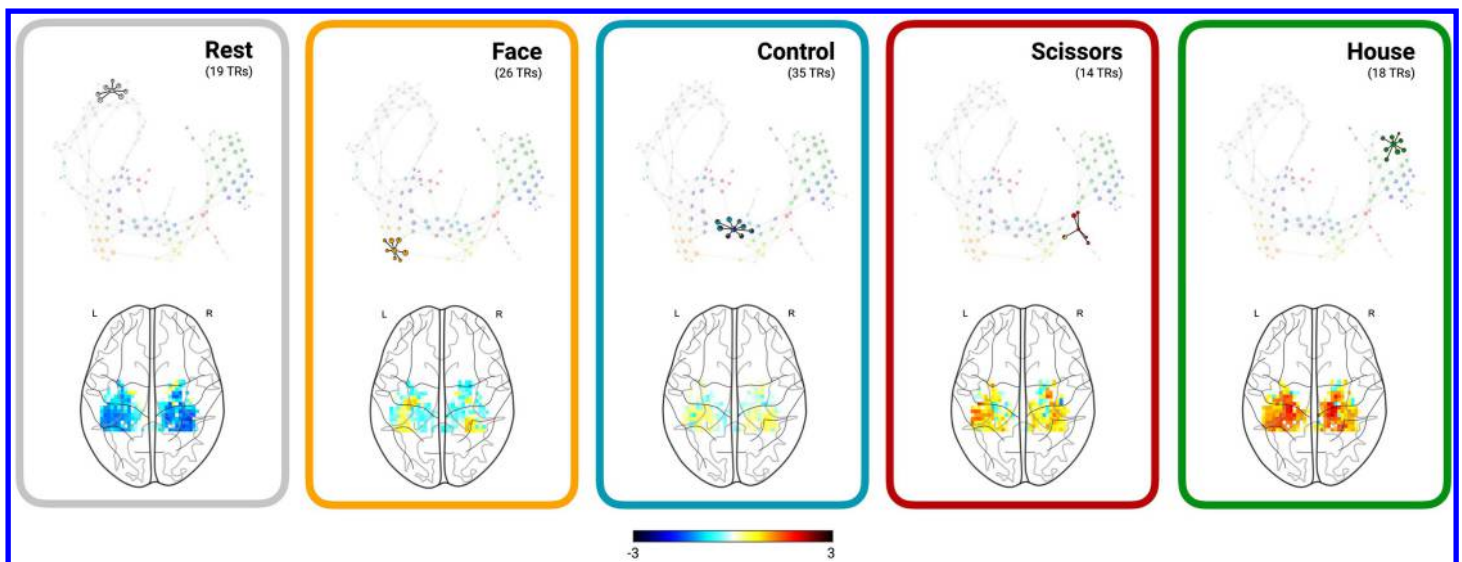 Rest
(19 TRs)
L R
Face
(26 TRs)
L R
Control
(35 TRs)
L R
Scissors
(14 TRs)
L R
House
(18 TRs)
L R
-3 3